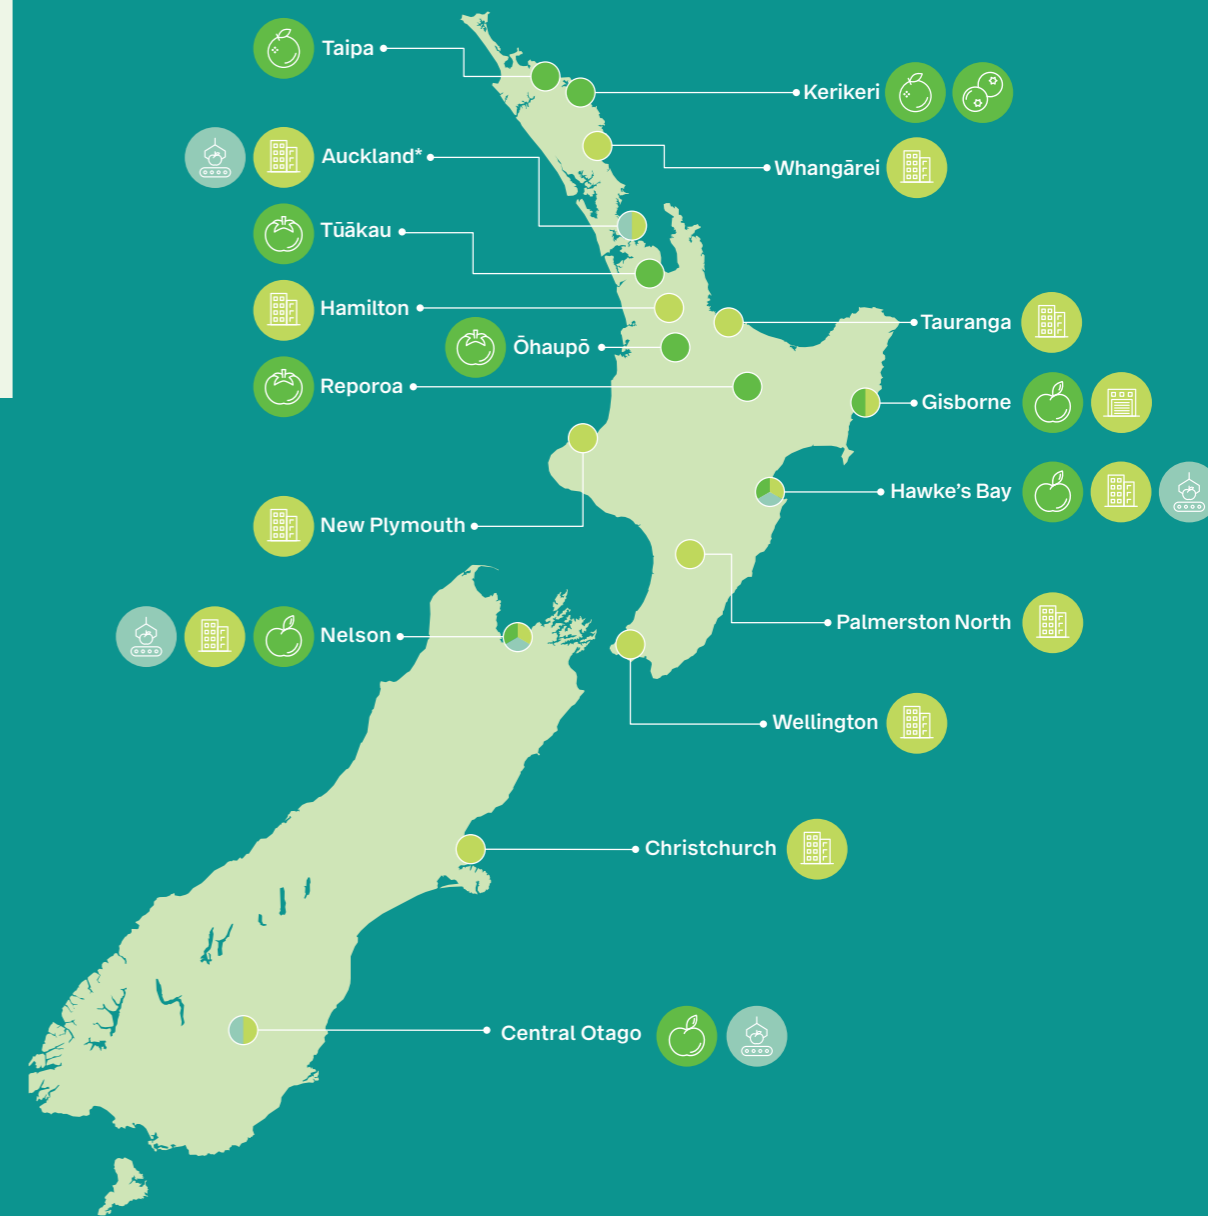 Taipa
Kerikeri
Auckland*
Whangārei
Tūākau
Hamilton
Tauranga
Ōhaupō
Reporoa
Gisborne
Hawke's Bay
New Plymouth
Palmerston North
Nelson
Wellington
Christchurch
Central Otago